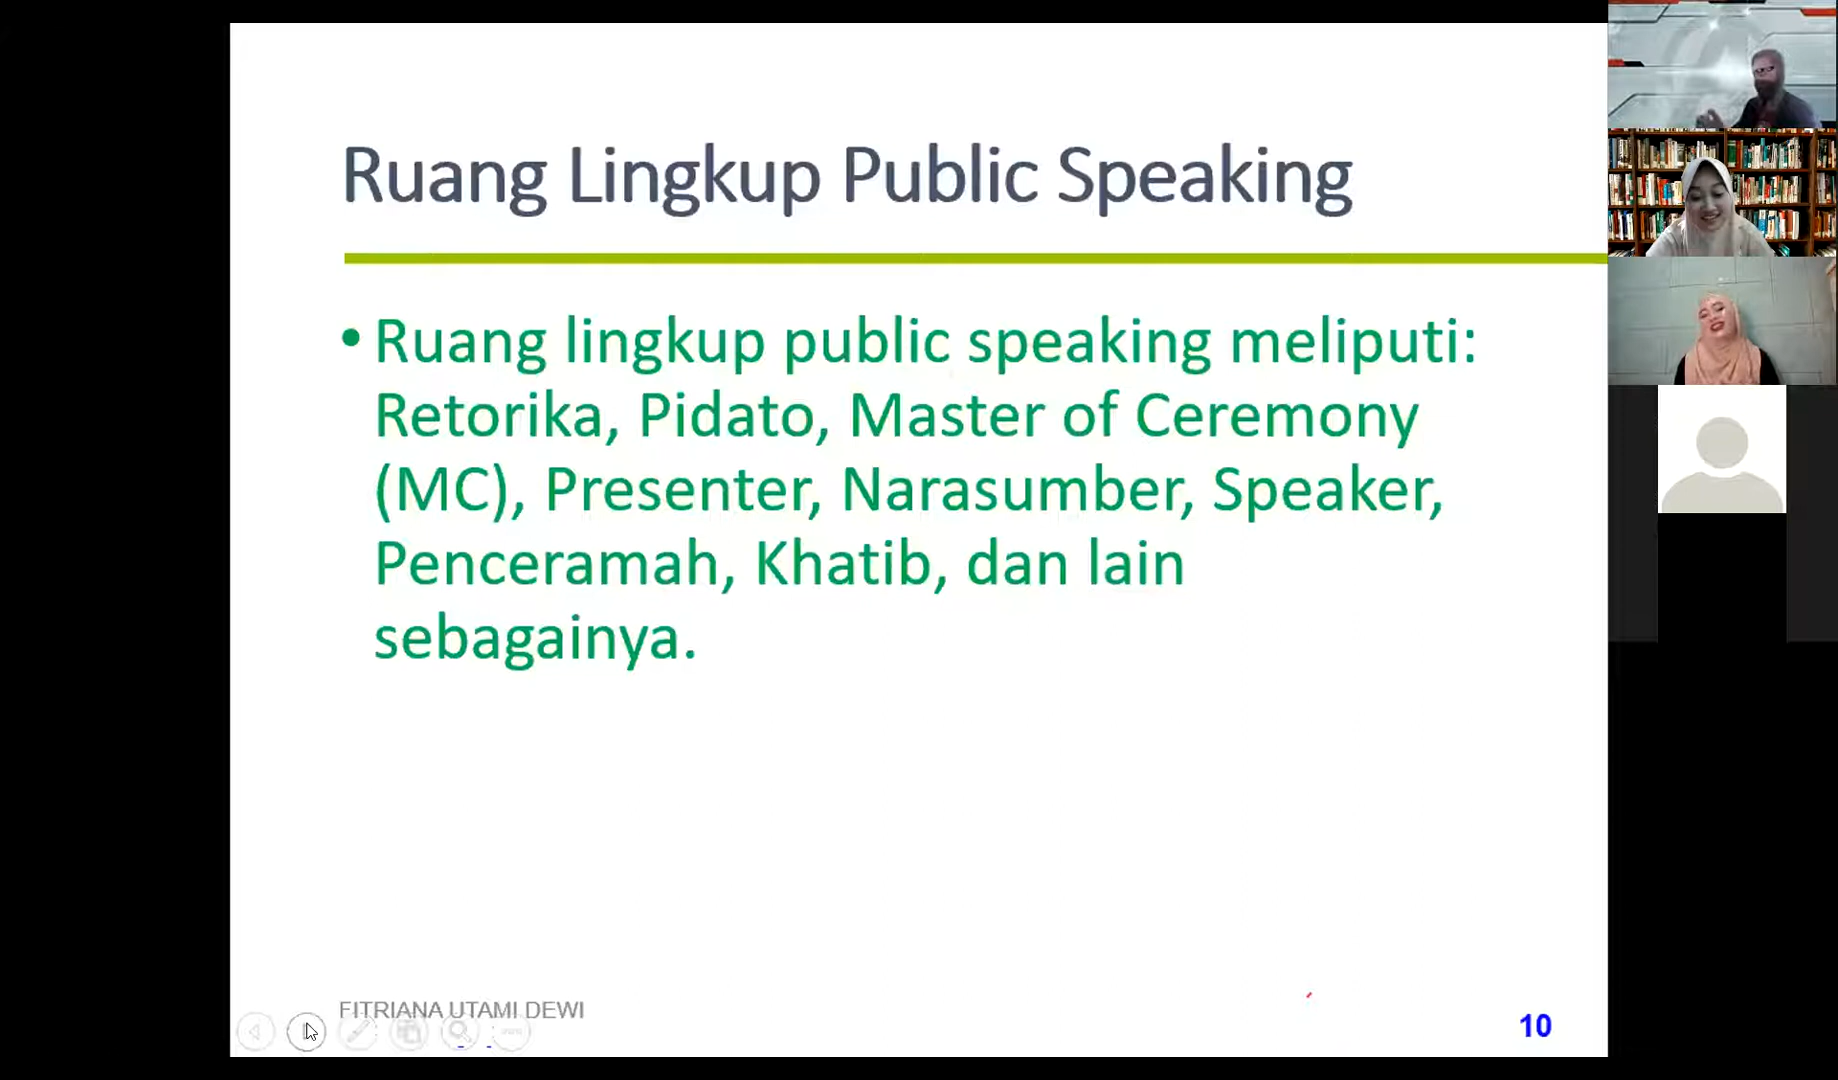 Ruang Lingkup Public Speaking
• Ruang lingkup public speaking meliputi:
Retorika, Pidato, Master of Ceremony
(MC), Presenter, Narasumber, Speaker,
Penceramah, Khatib, dan lain
sebagainya.
FITRIANA UTAMI DEWI
10